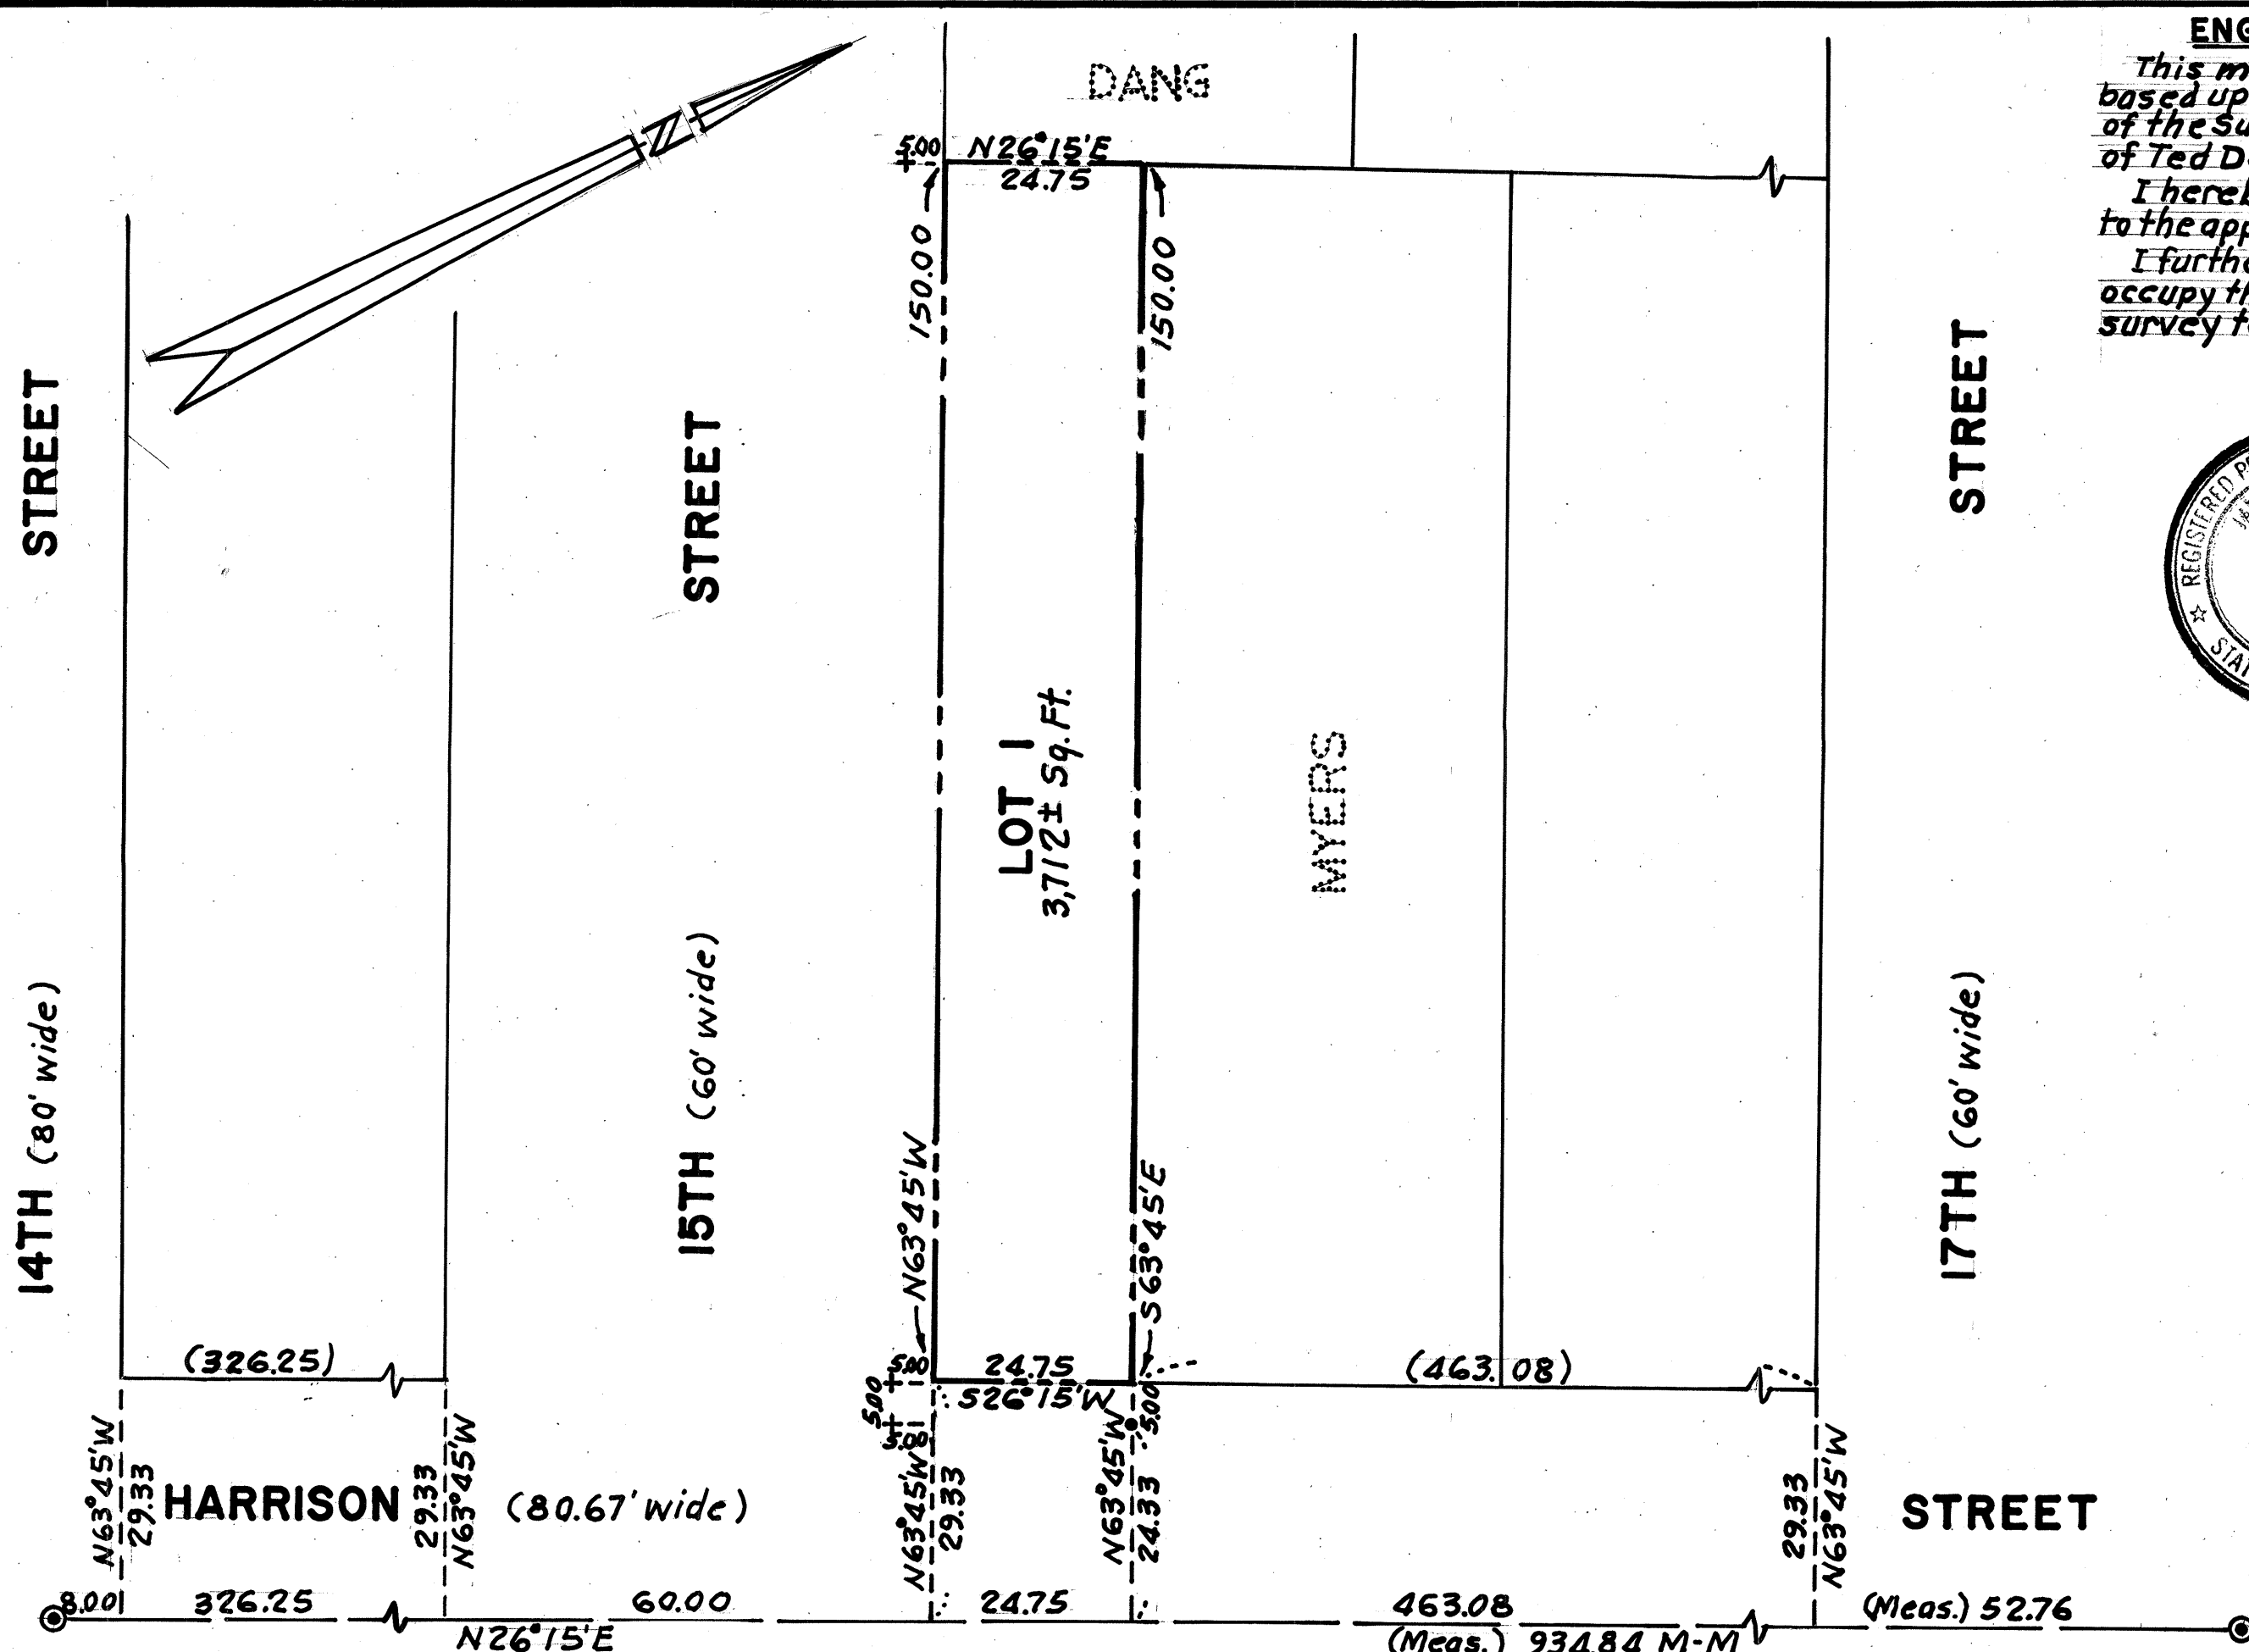 ENG
This m
based up
of the Su
of Ted D
I hereb
to the app
I furthe
occupy th
survey t
DANG
5.00
N26°15'E
24.75
150.00
150.00
STREET
STREET
STREET
REGISTERED PR
STAT
LOT 1
3,712± Sq.Ft.
MYERS
14TH (80' wide)
15TH (60' wide)
17TH (60' wide)
N63°45'W
S63°45'E
(326.25)
5.00
24.75
(463.08)
5.00
S26°15'W
5.00
5.00
N63°45'W
29.33
HARRISON
29.33
N63°45'W
(80.67' wide)
N63°45'W
29.33
N63°45'W
24.33
29.33
N63°45'W
STREET
8.00
326.25
60.00
24.75
463.08
(Meas.) 52.76
N26°15'E
(Meas.) 934.84 M-M